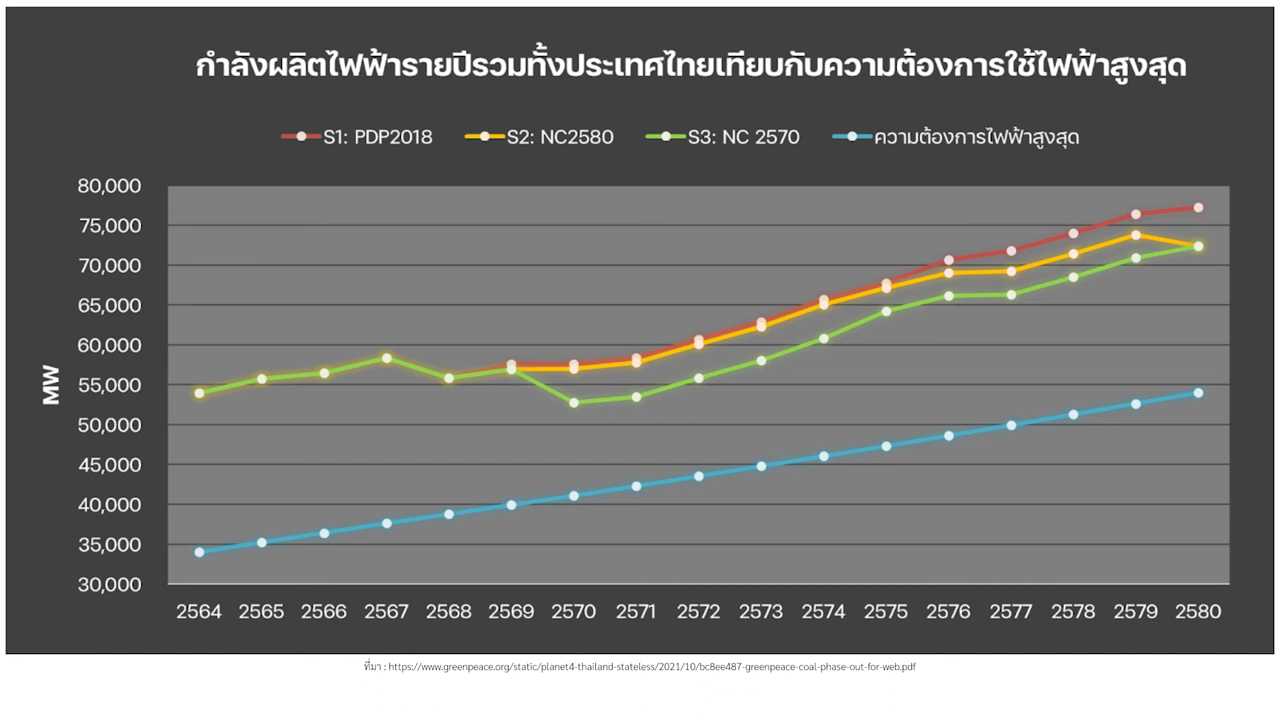 กำลังผลิตไฟฟ้ารายปีรวมทั้งประเทศไทยเทียบกับความต้องการใช้ไฟฟ้าสูงสุด
S1: PDP2018 S2: NC2580 S3: NC 2570 ความต้องการไฟฟ้าสูงสุด
80,000
75,000
70,000
65,000
60,000
55,000
50,000
45,000
40,000
35,000
30,000
MW
2564 2565 2566 2567 2568 2569 2570 2571 2572 2573 2574 2575 2576 2577 2578 2579 2580
ที่มา : https://www.greenpeace.org/static/planet4-thailand-stateless/2021/10/bc8ee487-greenpeace-coal-phase-out-for-web.pdf